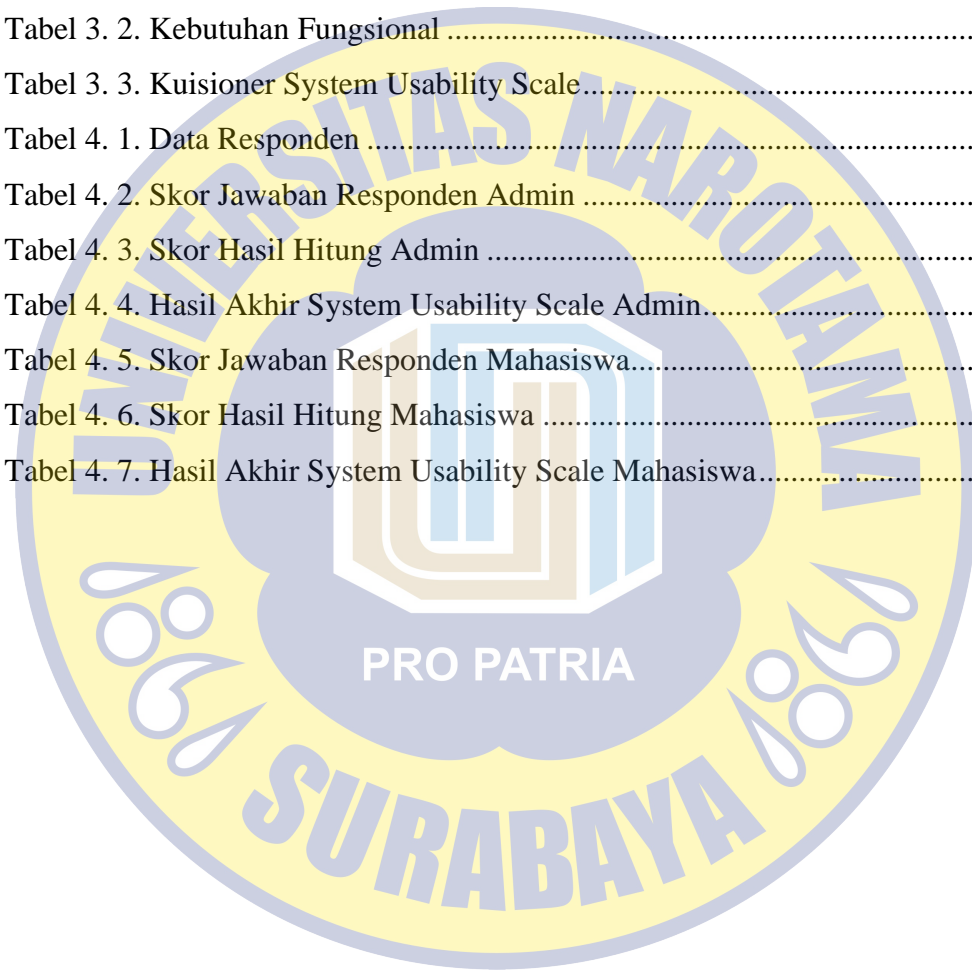 Tabel 3. 2. Kebutuhan Fungsional ..........................................................
Tabel 3. 3. Kuisioner System Usability Scale...........................................
Tabel 4. 1. Data Responden ....................................................................
Tabel 4. 2. Skor Jawaban Responden Admin ...........................................
Tabel 4. 3. Skor Hasil Hitung Admin ......................................................
Tabel 4. 4. Hasil Akhir System Usability Scale Admin..............................
Tabel 4. 5. Skor Jawaban Responden Mahasiswa......................................
Tabel 4. 6. Skor Hasil Hitung Mahasiswa ................................................
Tabel 4. 7. Hasil Akhir System Usability Scale Mahasiswa........................
UNIVERSITAS NAROTAMA
PRO PATRIA
SURABAYA